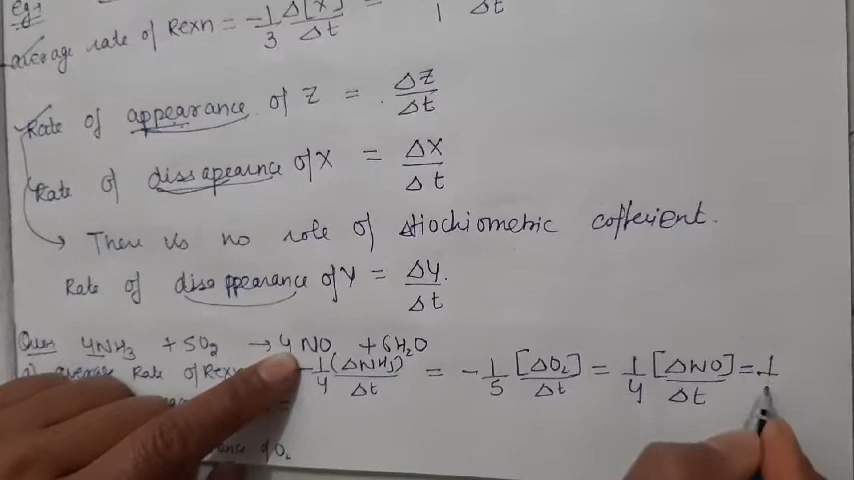 eg:-
average rate of Rexn = -1/3 Δ[X]/Δt = 1 Δt
Rate of appearance of Z = ΔZ/Δt
Rate of dissapearnce of X = ΔX/Δt
There is no role of stiochiometric cofferient.
Rate of disappearance of Y = Δy/Δt
Ques 4NH3 + 5O2 → 4NO + 6H2O
a) average Rate of Rexn -1/4 (ΔNH3)/Δt = -1/5 [ΔO2]/Δt = 1/4 [ΔNO]/Δt = 1
of O2